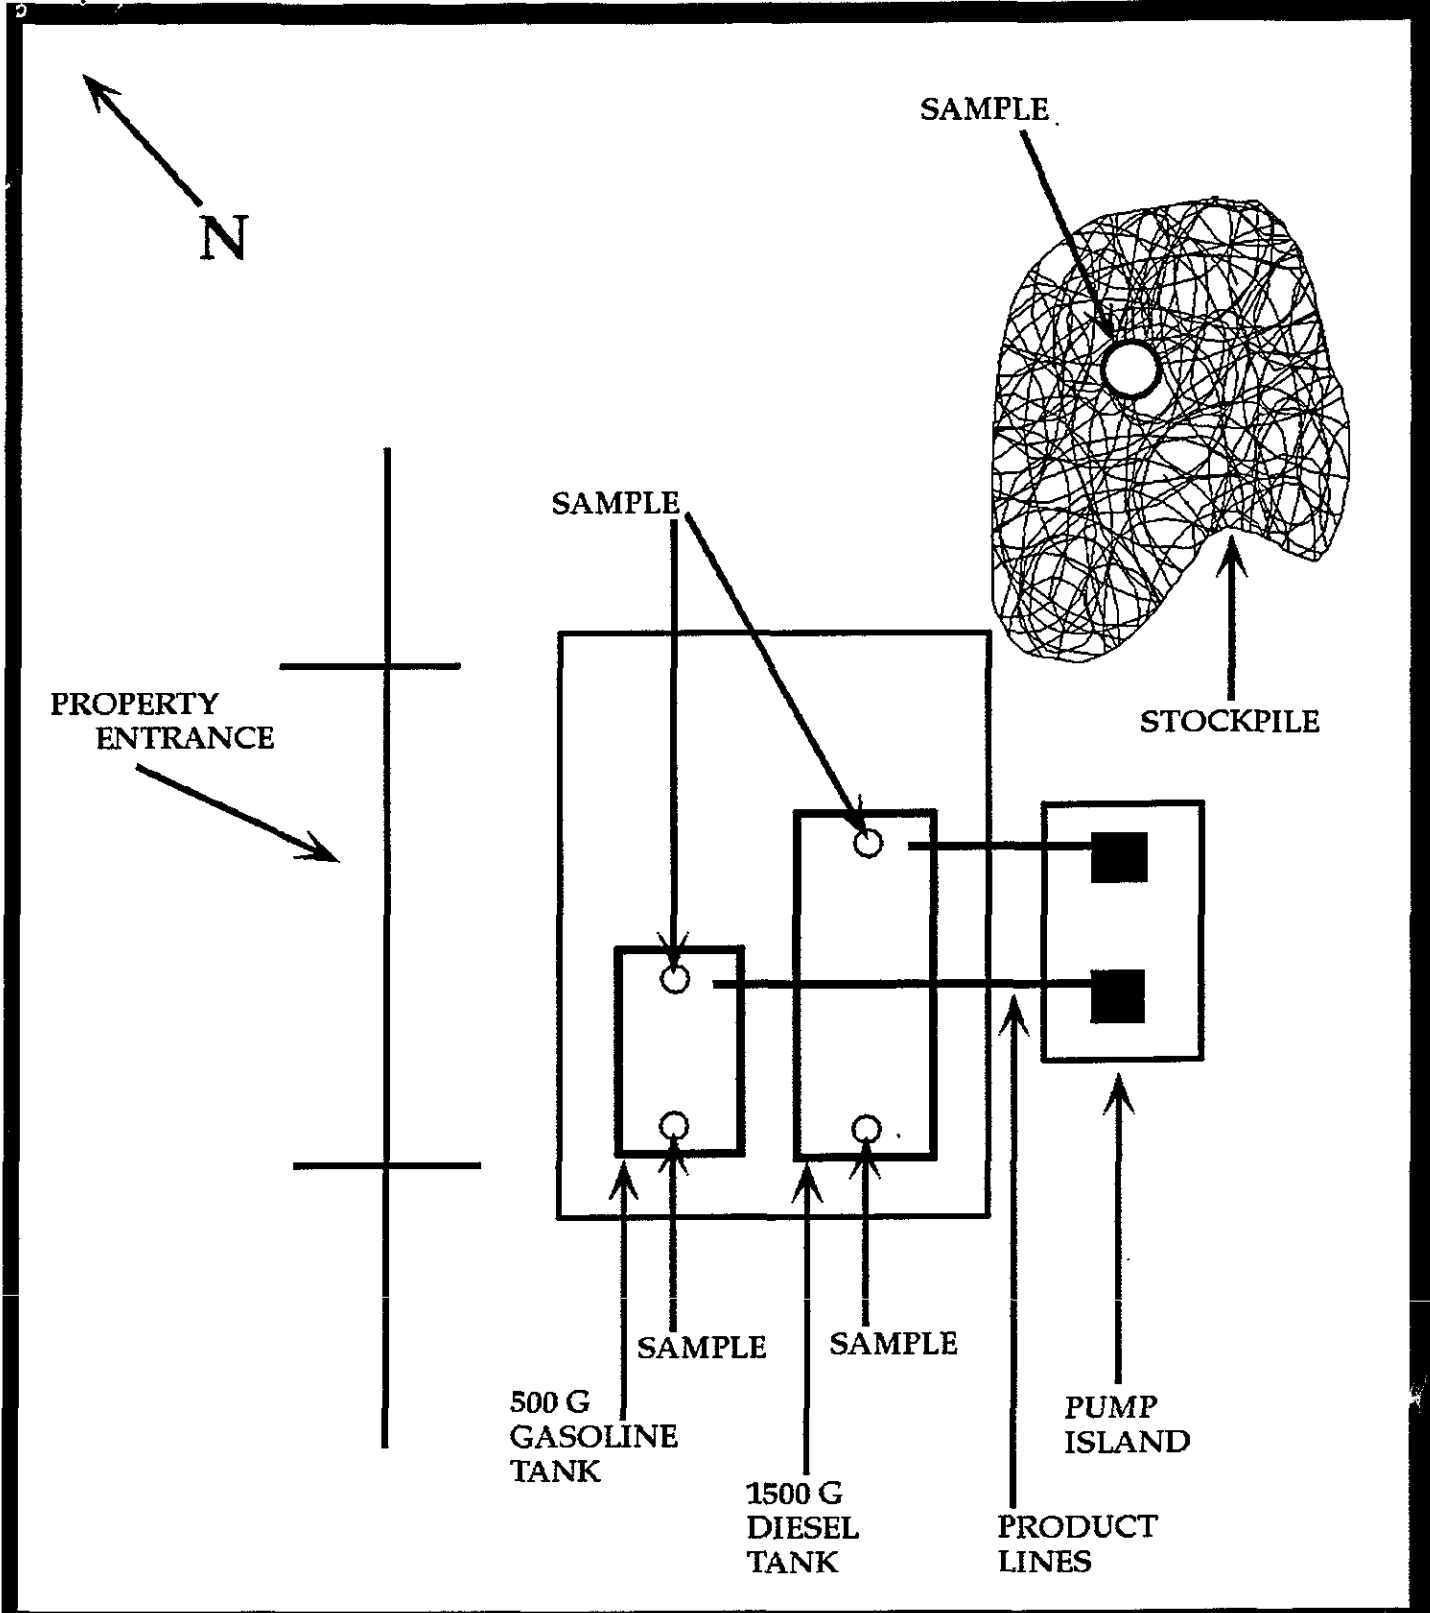 SAMPLE
N
SAMPLE
PROPERTY
ENTRANCE
STOCKPILE
SAMPLE
SAMPLE
500 G
GASOLINE
TANK
PUMP
ISLAND
1500 G
DIESEL
TANK
PRODUCT
LINES